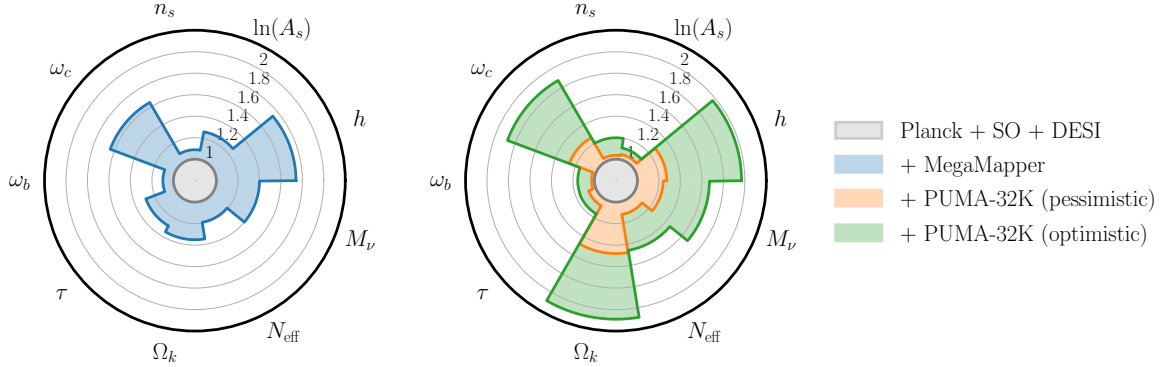 n_s
ln(A_s)
h
M_ν
N_eff
Ω_k
τ
ω_b
ω_c
2
1.8
1.6
1.4
1.2
1
n_s
ln(A_s)
h
M_ν
N_eff
Ω_k
τ
ω_b
ω_c
2
1.8
1.6
1.4
1.2
1
Planck + SO + DESI
+ MegaMapper
+ PUMA-32K (pessimistic)
+ PUMA-32K (optimistic)